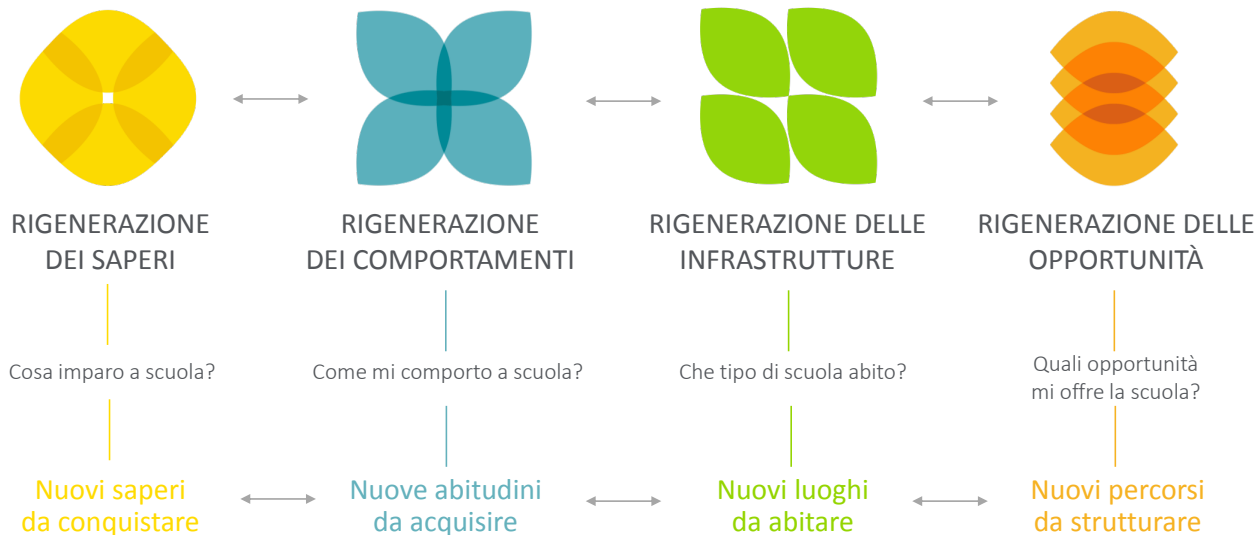 RIGENERAZIONE
DEI SAPERI
RIGENERAZIONE
DEI COMPORTAMENTI
RIGENERAZIONE DELLE
INFRASTRUTTURE
RIGENERAZIONE DELLE
OPPORTUNITÀ
Cosa imparo a scuola?
Come mi comporto a scuola?
Che tipo di scuola abito?
Quali opportunità
mi offre la scuola?
Nuovi saperi
da conquistare
Nuove abitudini
da acquisire
Nuovi luoghi
da abitare
Nuovi percorsi
da strutturare